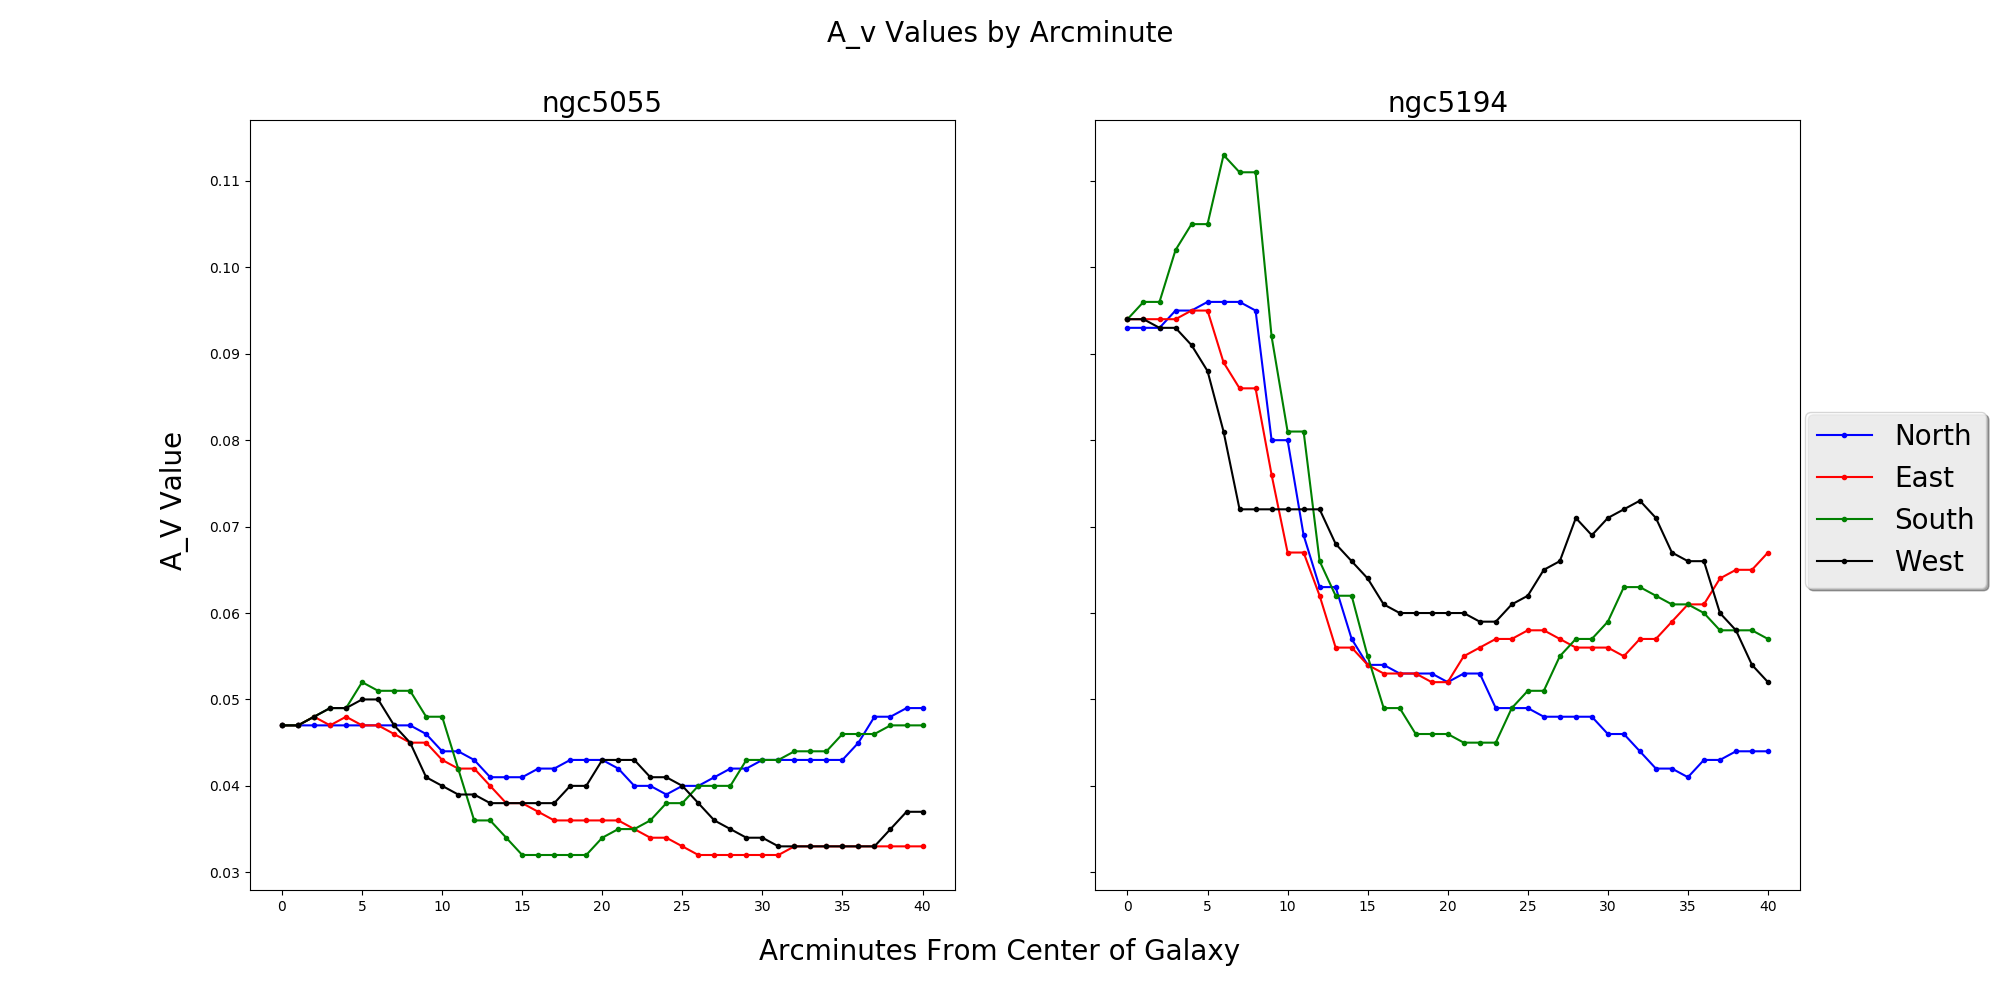 A_v Values by Arcminute
ngc5055
ngc5194
A_V Value
0.11
0.10
0.09
0.08
0.07
0.06
0.05
0.04
0.03
0 5 10 15 20 25 30 35 40
0 5 10 15 20 25 30 35 40
North
East
South
West
Arcminutes From Center of Galaxy